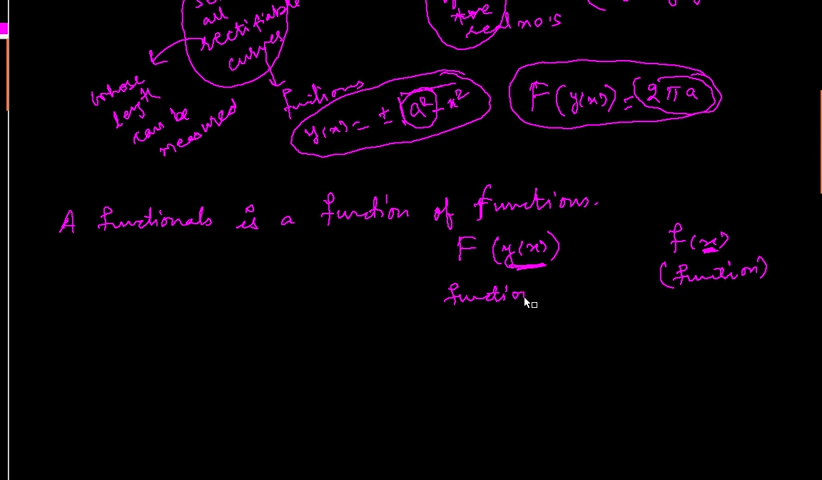 all
rectifiable
curves
the
real no's
whose
length
can be
measured
functions
y(x) = ± √a² - x²
F(y(x)) = 2πa
A functionals is a function of functions.
F (y(x))
f(x)
function
(function)